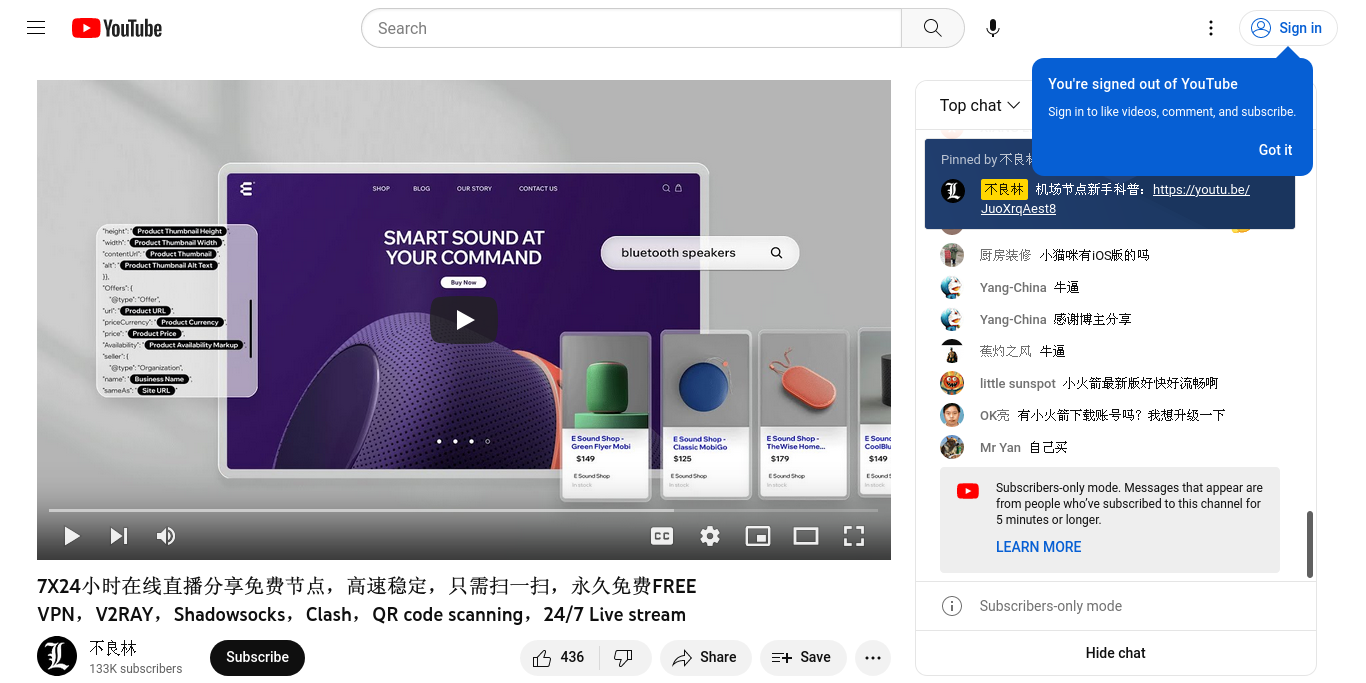 YouTube
Search
Sign in
You're signed out of YouTube
Sign in to like videos, comment, and subscribe.
Got it
SHOP BLOG OUR STORY CONTACT US
SMART SOUND AT
YOUR COMMAND
Buy Now
bluetooth speakers
"height": "Product Thumbnail Height",
"width": "Product Thumbnail Width",
"contentUrl": "Product Thumbnail",
"alt": "Product Thumbnail Alt Text"
}},
"Offers": {
"@type": "Offer",
"url": "Product URL",
"priceCurrency": "Product Currency",
"price": "Product Price",
"Availability": "Product Availability Markup",
"seller": {
"@type": "Organization",
"name": "Business Name",
"sameAs": "Site URL"
E Sound Shop -
Green Flyer Mobi
$149
E Sound Shop
In stock
E Sound Shop -
Classic MobiGo
$125
E Sound Shop
In stock
E Sound Shop -
TheWise Home...
$179
E Sound Shop
In stock
E Sound
CoolBlu
$149
E Sound Shop
In stock
CC
7X24小时在线直播分享免费节点，高速稳定，只需扫一扫，永久免费FREE
VPN，V2RAY，Shadowsocks，Clash，QR code scanning，24/7 Live stream
不良林
133K subscribers
Subscribe
436
Share
Save
Top chat
Pinned by 不良林
不良林 机场节点新手科普：https://youtu.be/
JuoXrqAest8
厨房装修 小猫咪有iOS版的吗
Yang-China 牛逼
Yang-China 感谢博主分享
蕉灼之风 牛逼
little sunspot 小火箭最新版好快好流畅啊
OK亮 有小火箭下载账号吗？我想升级一下
Mr Yan 自己买
Subscribers-only mode. Messages that appear are
from people who've subscribed to this channel for
5 minutes or longer.
LEARN MORE
Subscribers-only mode
Hide chat